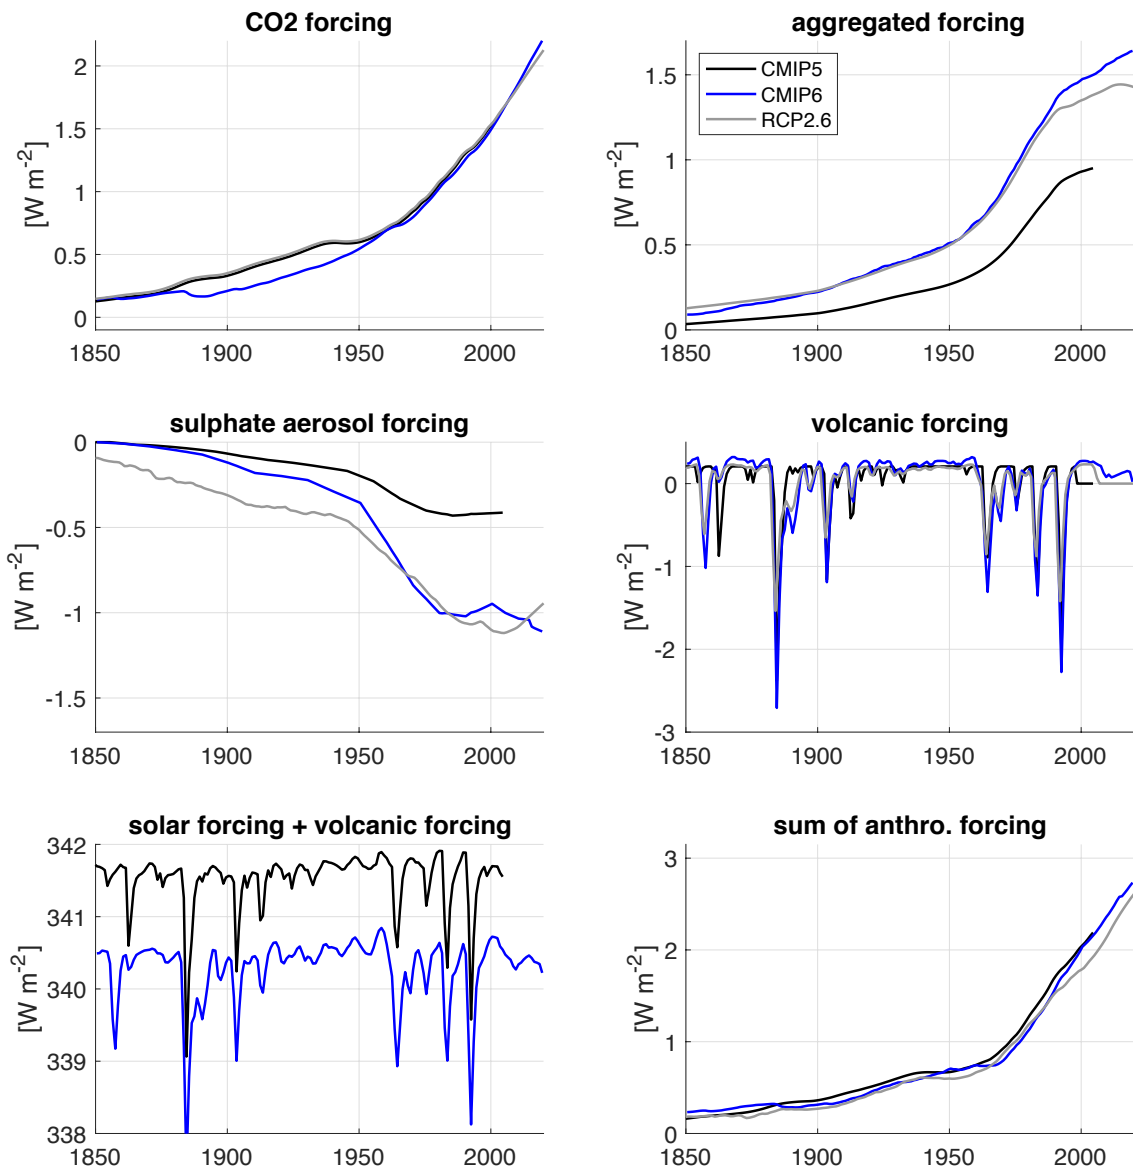 CO2 forcing
[W m-2]
2
1.5
1
0.5
0
1850 1900 1950 2000
aggregated forcing
CMIP5
CMIP6
RCP2.6
[W m-2]
1.5
1
0.5
0
1850 1900 1950 2000
sulphate aerosol forcing
[W m-2]
0
-0.5
-1
-1.5
1850 1900 1950 2000
volcanic forcing
[W m-2]
0
-1
-2
-3
1850 1900 1950 2000
solar forcing + volcanic forcing
[W m-2]
342
341
340
339
338
1850 1900 1950 2000
sum of anthro. forcing
[W m-2]
3
2
1
0
1850 1900 1950 2000